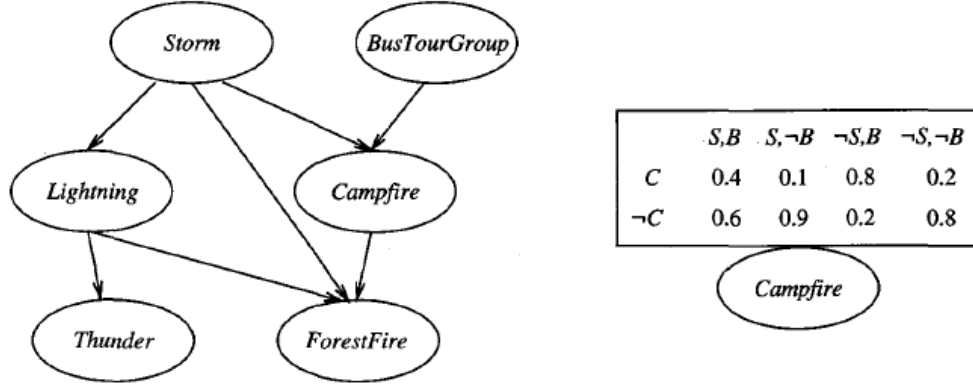 Storm
BusTourGroup
Lightning
Campfire
Thunder
ForestFire
S,B S,¬B ¬S,B ¬S,¬B
C 0.4 0.1 0.8 0.2
¬C 0.6 0.9 0.2 0.8
Campfire